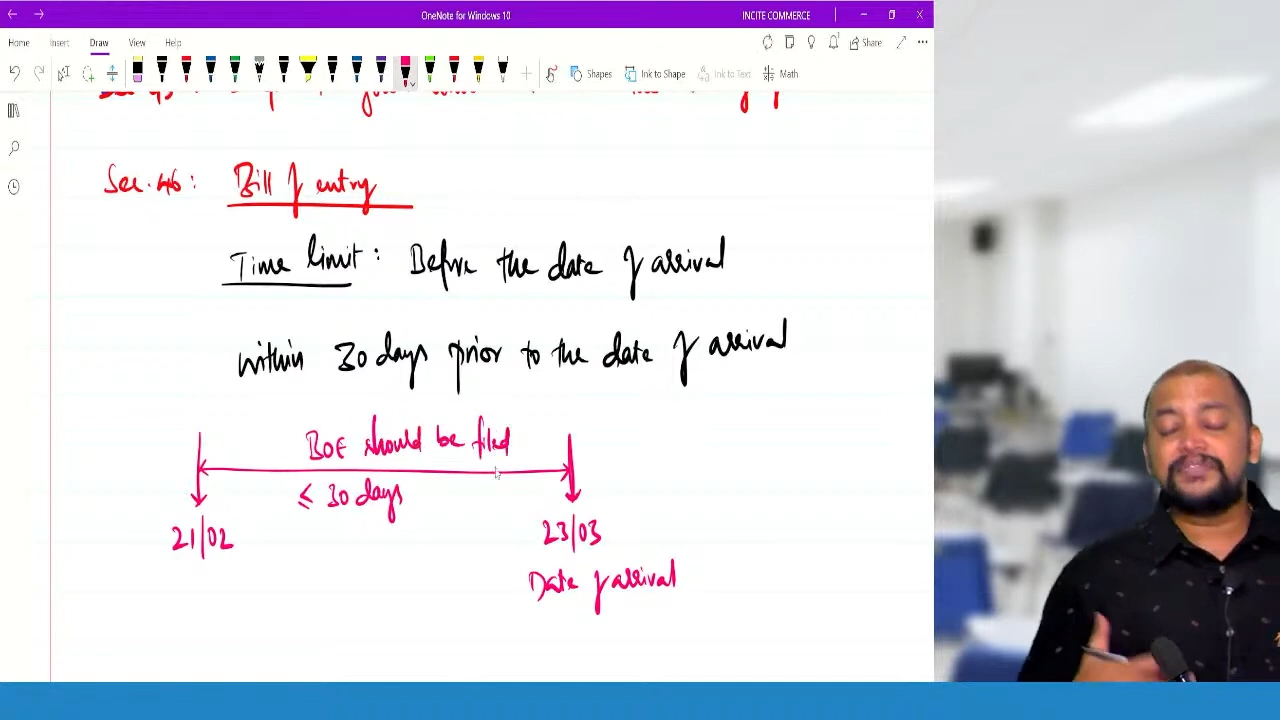 OneNote for Windows 10
INCITE COMMERCE
Home Insert Draw View Help
Share
Shapes Ink to Shape Ink to Text Math
Sec. 46: Bill of entry
Time limit: Before the date of arrival
within 30 days prior to the date of arrival
BOE should be filed
≤ 30 days
21/02 23/03
Date of arrival